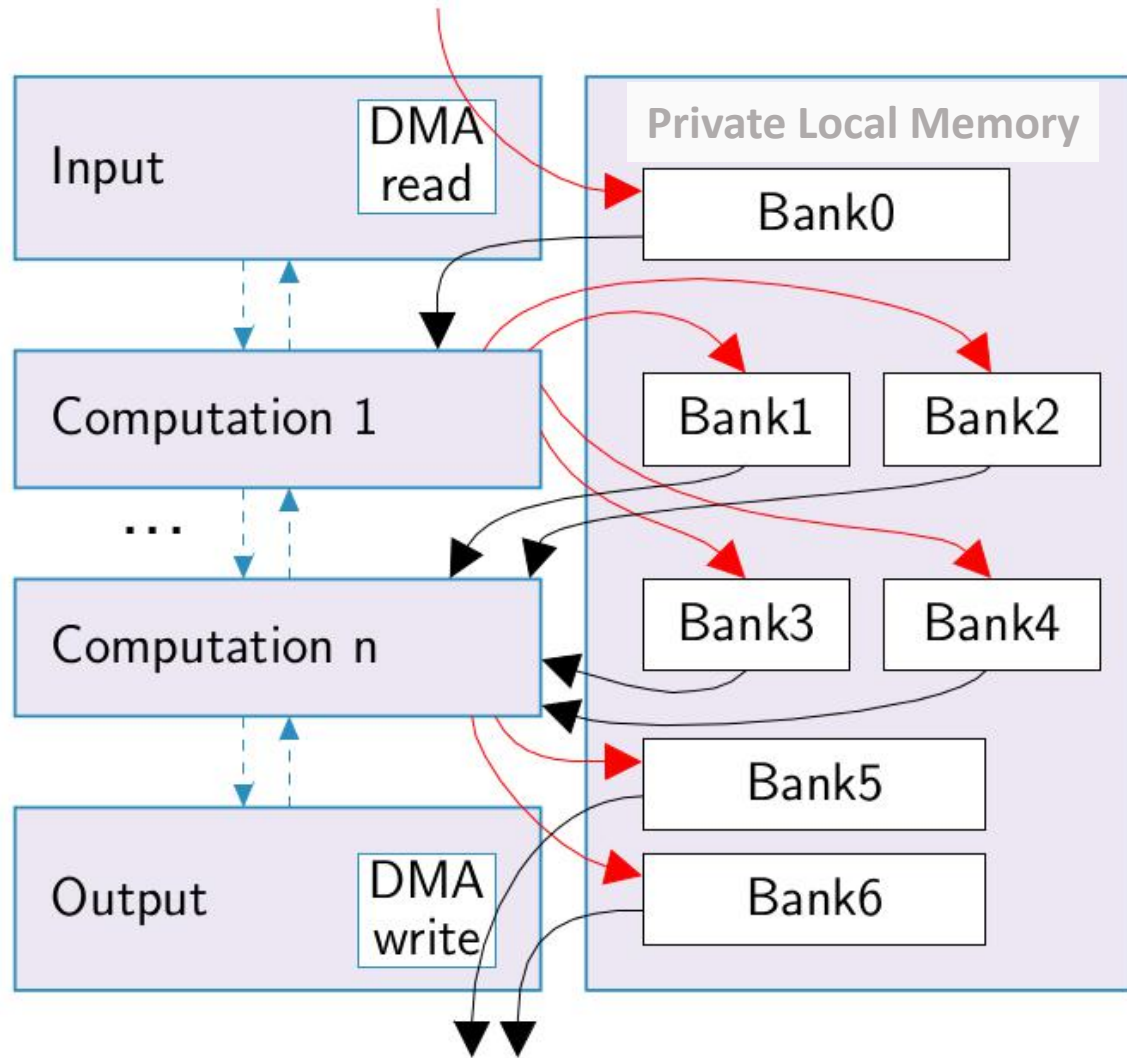 Private Local Memory
Input
DMA
read
Bank0
Computation 1
Bank1
Bank2
...
Computation n
Bank3
Bank4
Bank5
Output
DMA
write
Bank6